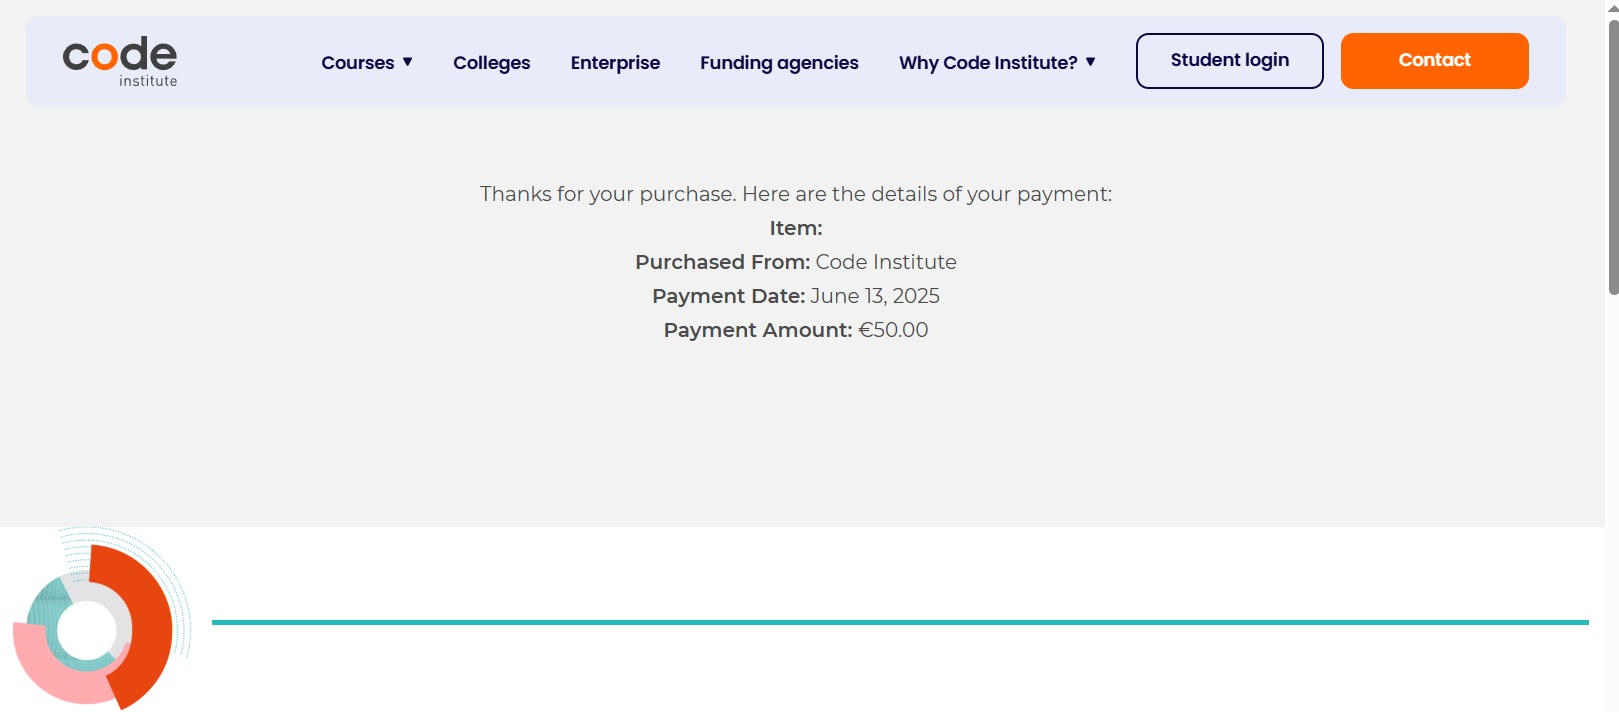 code
institute
Courses ▼
Colleges
Enterprise
Funding agencies
Why Code Institute? ▼
Student login
Contact
Thanks for your purchase. Here are the details of your payment:
Item:
Purchased From: Code Institute
Payment Date: June 13, 2025
Payment Amount: €50.00